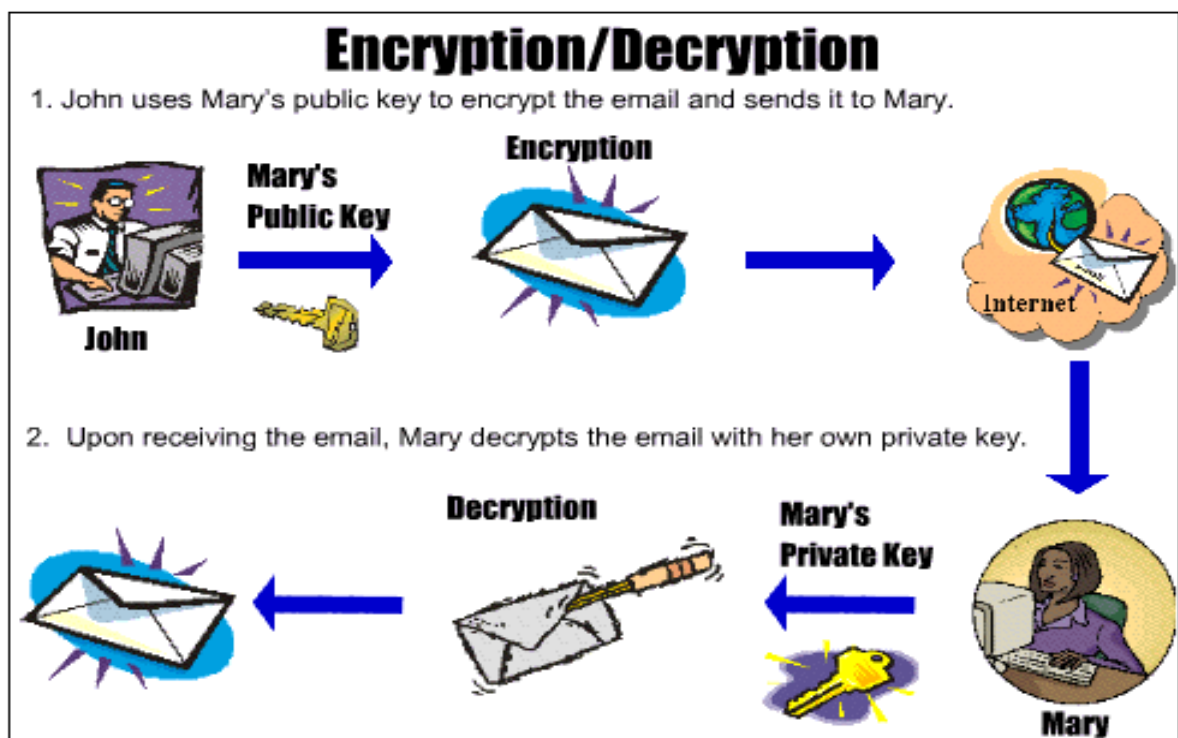 Encryption/Decryption
1. John uses Mary's public key to encrypt the email and sends it to Mary.
Encryption
Mary's
Public Key
John
Internet
2. Upon receiving the email, Mary decrypts the email with her own private key.
Decryption
Mary's
Private Key
Mary